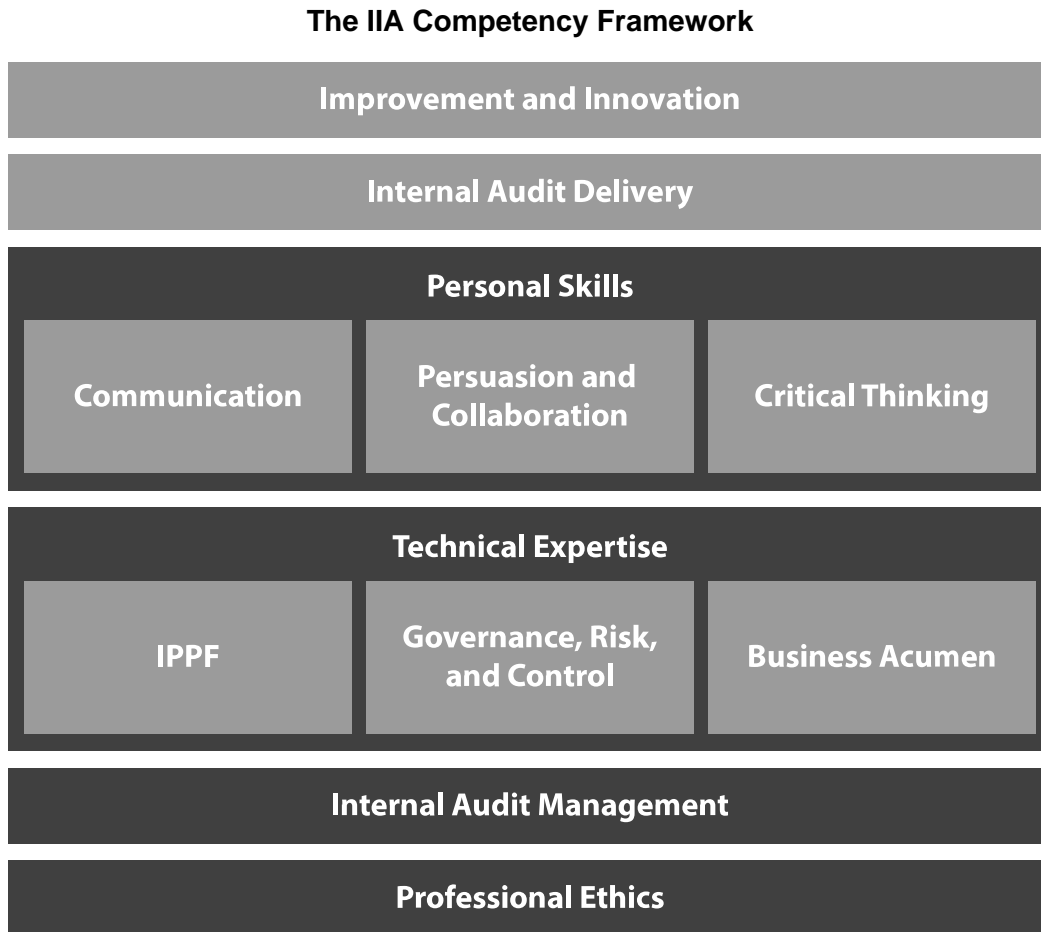 The IIA Competency Framework
Improvement and Innovation
Internal Audit Delivery
Personal Skills
Communication
Persuasion and
Collaboration
Critical Thinking
Technical Expertise
IPPF
Governance, Risk,
and Control
Business Acumen
Internal Audit Management
Professional Ethics